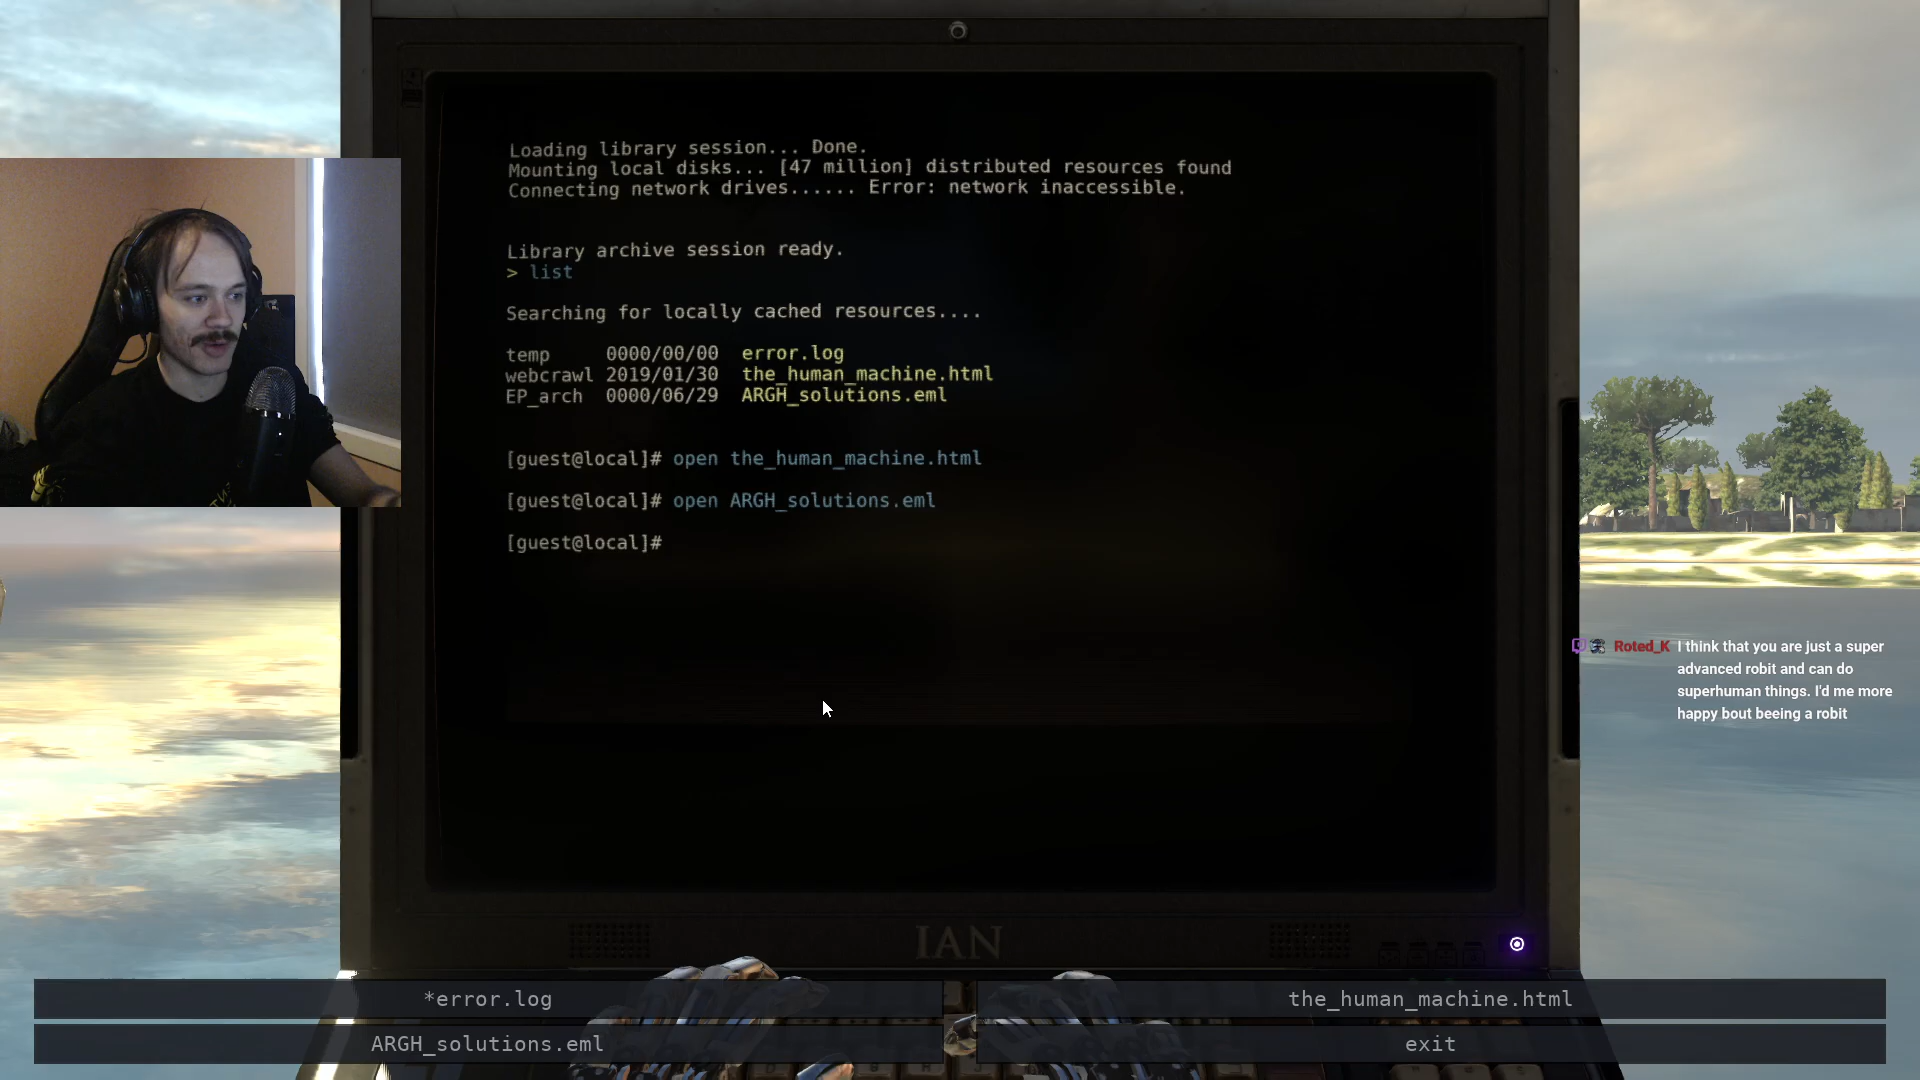 Loading library session... Done.
Mounting local disks... [47 million] distributed resources found
Connecting network drives...... Error: network inaccessible.
Library archive session ready.
> list
Searching for locally cached resources....
temp 0000/00/00 error.log
webcrawl 2019/01/30 the_human_machine.html
EP_arch 0000/06/29 ARGH_solutions.eml
[guest@local]# open the_human_machine.html
[guest@local]# open ARGH_solutions.eml
[guest@local]#
Roted_K I think that you are just a super
advanced robit and can do
superhuman things. I'd me more
happy bout beeing a robit
IAN
*error.log
the_human_machine.html
ARGH_solutions.eml
exit